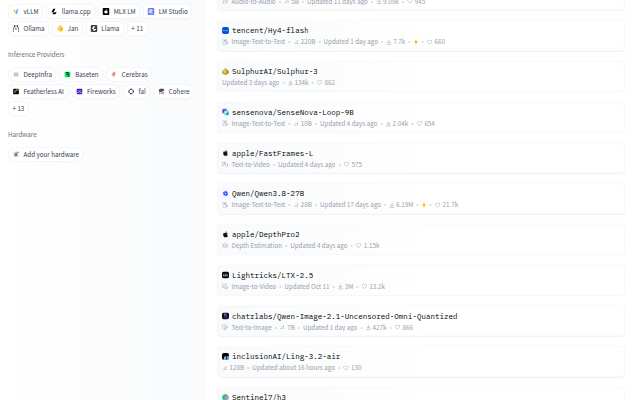 vLLM llama.cpp MLX LM LM Studio
Ollama Jan Llama + 11
Inference Providers
DeepInfra Baseten Cerebras
Featherless AI Fireworks fal Cohere
+ 13
Hardware
Add your hardware
tencent/Hy4-flash
Image-Text-to-Text • 320B • Updated 1 day ago • 7.7k • 660
SulphurAI/Sulphur-3
Updated 3 days ago • 134k • 862
sensenova/SenseNova-Loop-9B
Image-Text-to-Text • 10B • Updated 4 days ago • 2.04k • 654
apple/FastFrames-L
Text-to-Video • Updated 4 days ago • 575
Qwen/Qwen3.8-27B
Image-Text-to-Text • 28B • Updated 17 days ago • 6.19M • 21.7k
apple/DepthPro2
Depth Estimation • Updated 4 days ago • 1.15k
Lightricks/LTX-2.5
Image-to-Video • Updated Oct 11 • 3M • 13.2k
chatrlabs/Qwen-Image-2.1-Uncensored-Omni-Quantized
Text-to-Image • 7B • Updated 1 day ago • 427k • 866
inclusionAI/Ling-3.2-air
128B • Updated about 16 hours ago • 130
Sentinel7/h3